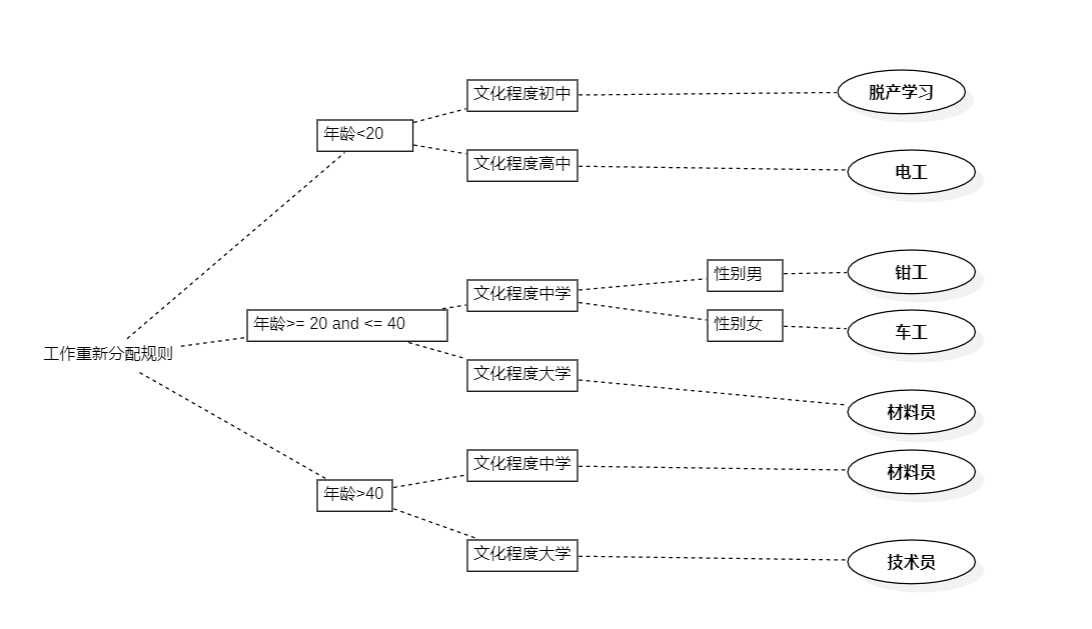 文化程度初中
脱产学习
年龄<20
文化程度高中
电工
性别男
钳工
文化程度中学
年龄>= 20 and <= 40
性别女
车工
工作重新分配规则
文化程度大学
材料员
文化程度中学
材料员
年龄>40
文化程度大学
技术员